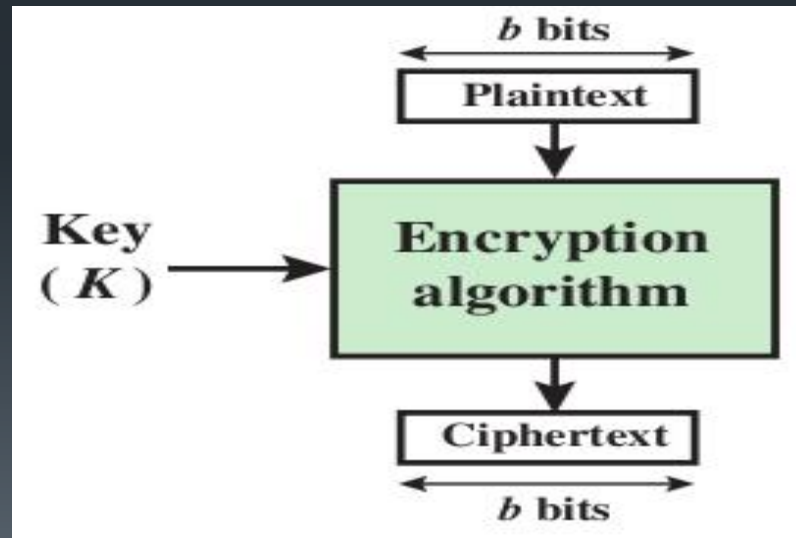 b bits
Plaintext
Key
( K )
Encryption
algorithm
Ciphertext
b bits